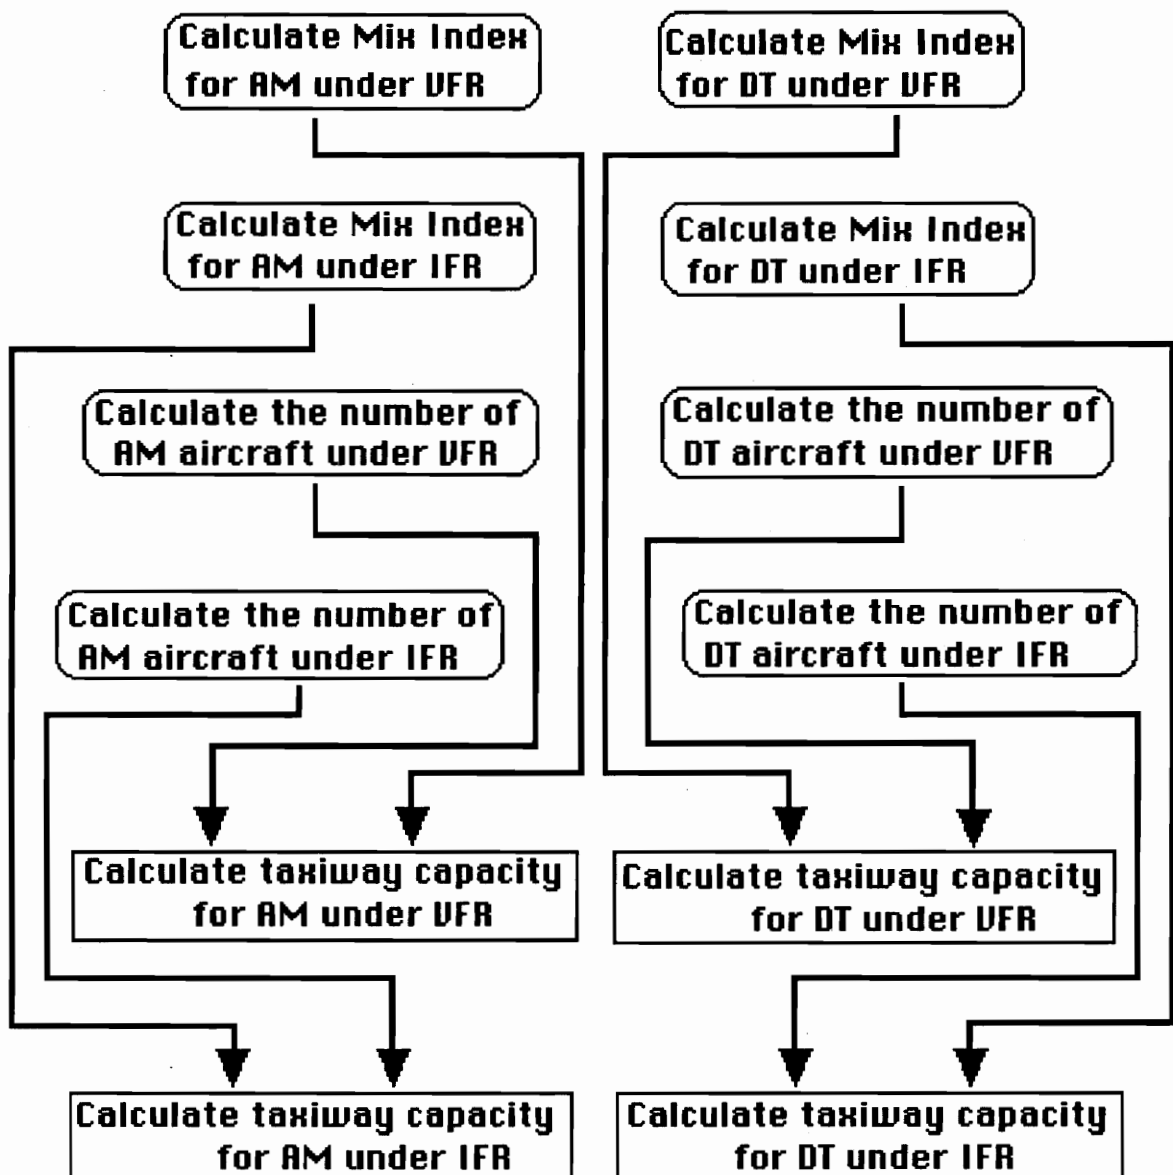 Calculate Mix Index
for AM under VFR
Calculate Mix Index
for DT under VFR
Calculate Mix Index
for AM under IFR
Calculate Mix Index
for DT under IFR
Calculate the number of
AM aircraft under VFR
Calculate the number of
DT aircraft under VFR
Calculate the number of
AM aircraft under IFR
Calculate the number of
DT aircraft under IFR
Calculate taxiway capacity
for AM under VFR
Calculate taxiway capacity
for DT under VFR
Calculate taxiway capacity
for AM under IFR
Calculate taxiway capacity
for DT under IFR